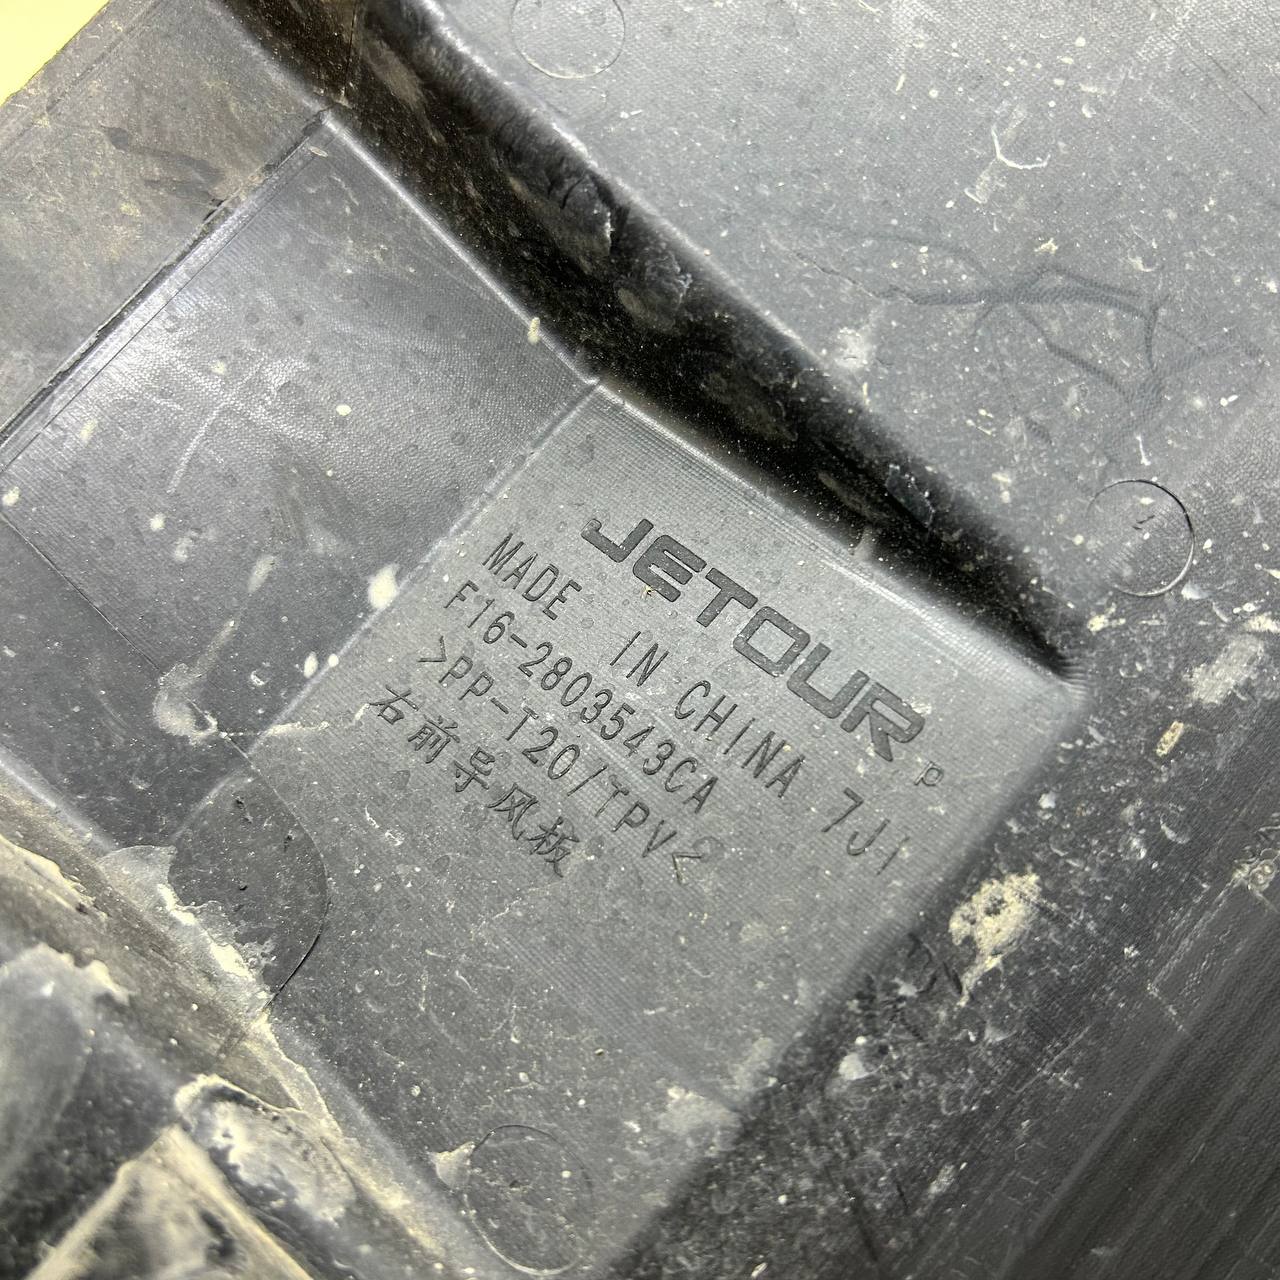 JETOUR
P
MADE IN CHINA 7J1
F16-2803543CA
>PP-T20/TPV<
右前导风板